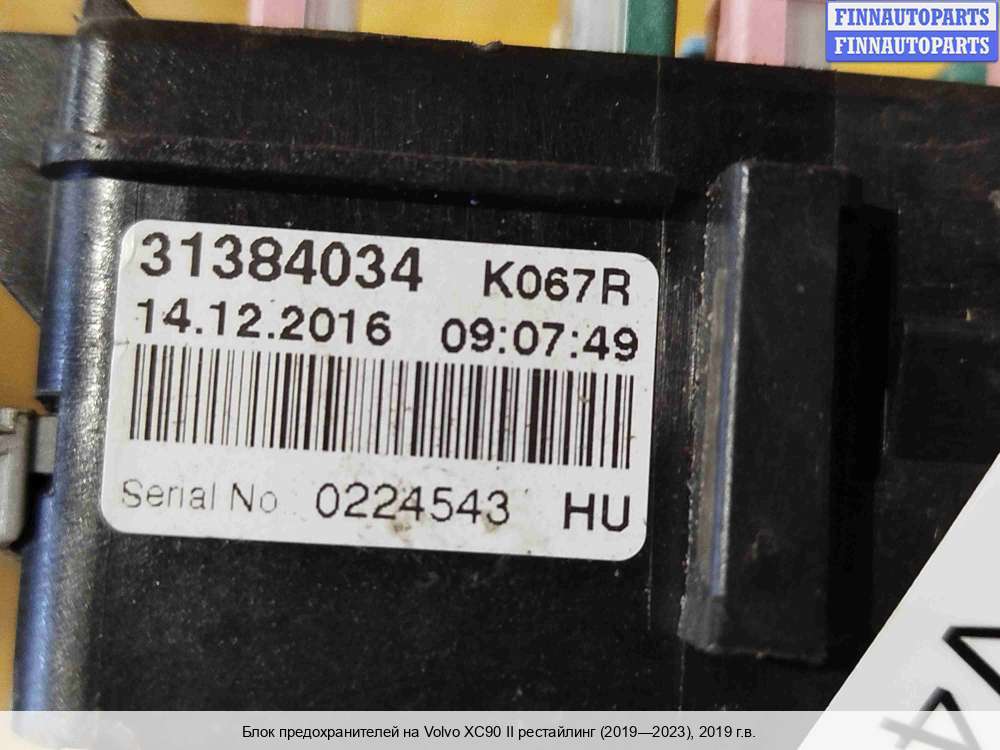 FINNAUTOPARTS
FINNAUTOPARTS
31384034 K067R
14.12.2016 09:07:49
Serial No 0224543 HU
Блок предохранителей на Volvo XC90 II рестайлинг (2019—2023), 2019 г.в.